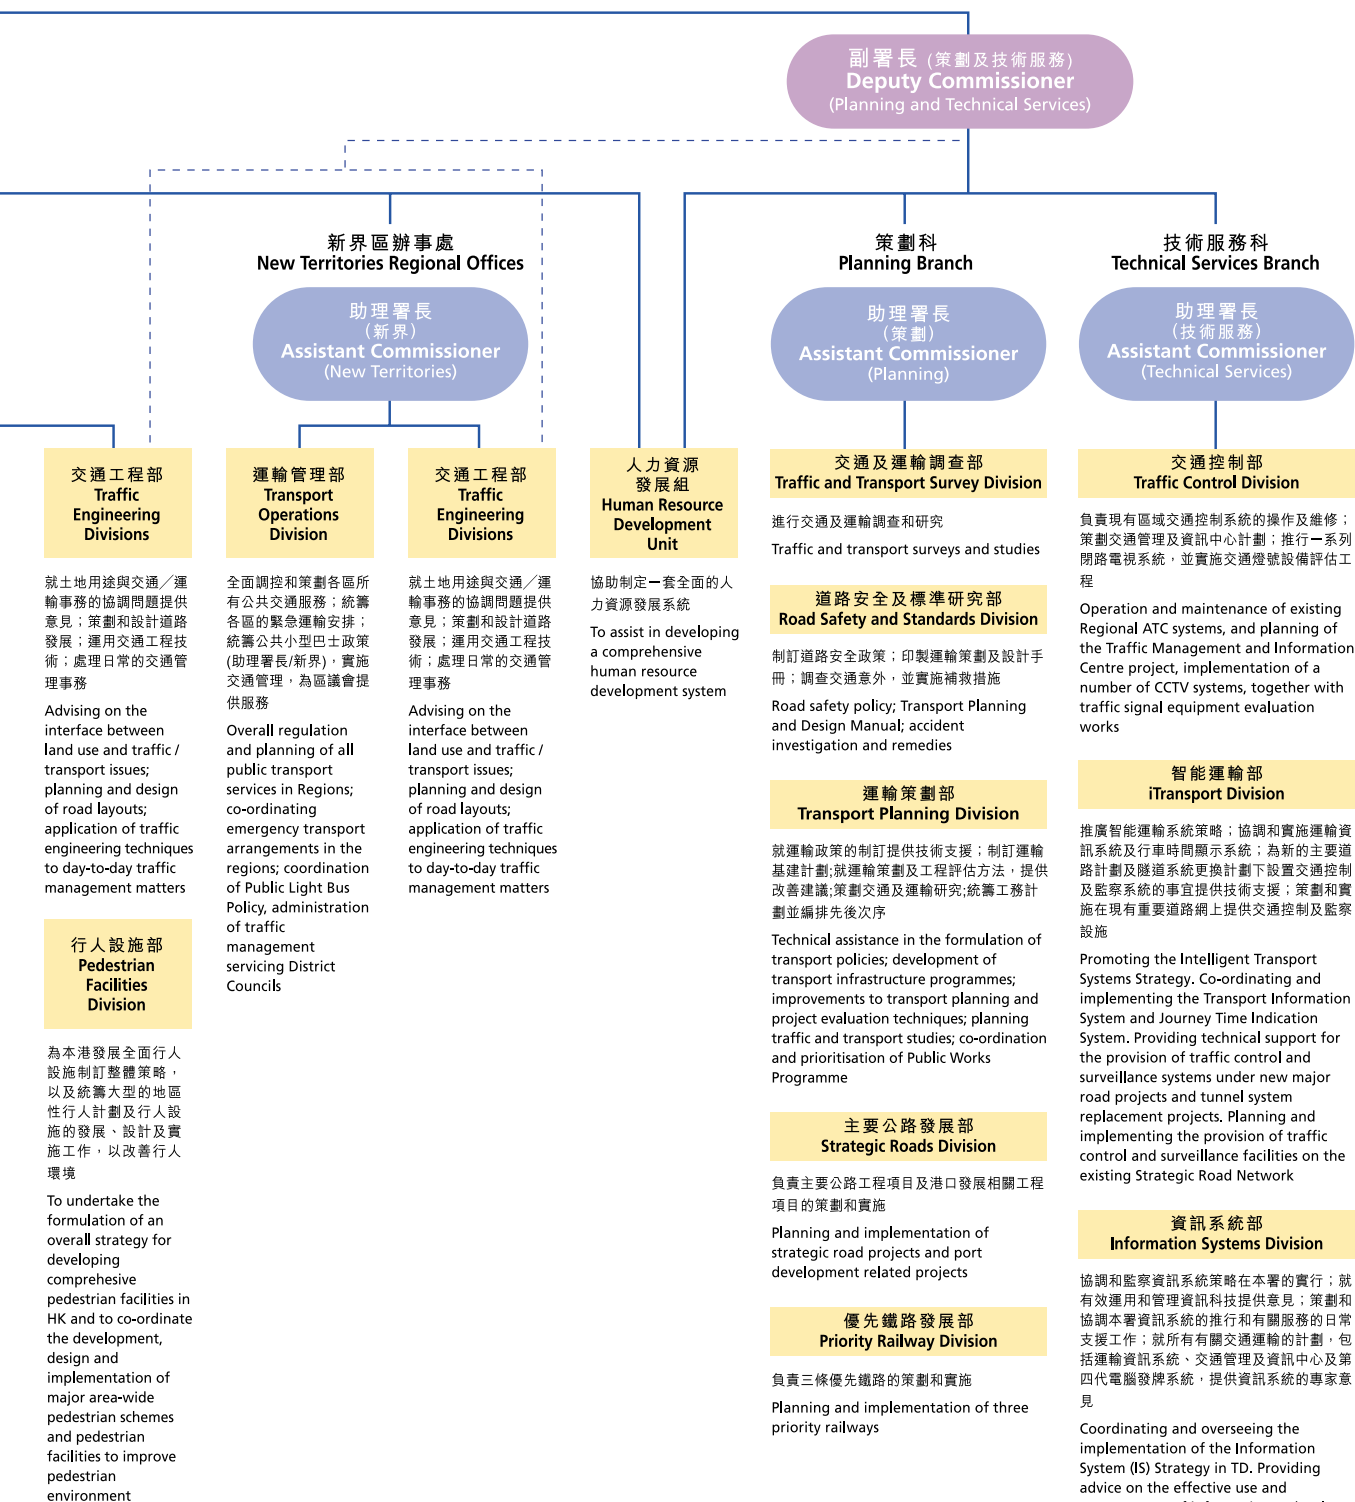 副署長 (策劃及技術服務)
Deputy Commissioner
(Planning and Technical Services)
新界區辦事處
New Territories Regional Offices
助理署長
(新界)
Assistant Commissioner
(New Territories)
策劃科
Planning Branch
助理署長
(策劃)
Assistant Commissioner
(Planning)
技術服務科
Technical Services Branch
助理署長
(技術服務)
Assistant Commissioner
(Technical Services)
交通工程部
Traffic
Engineering
Divisions
就土地用途與交通／運
輸事務的協調問題提供
意見；策劃和設計道路
發展；運用交通工程技
術；處理日常的交通管
理事務
Advising on the
interface between
land use and traffic /
transport issues;
planning and design
of road layouts;
application of traffic
engineering techniques
to day-to-day traffic
management matters
行人設施部
Pedestrian
Facilities
Division
為本港發展全面行人
設施制訂整體策略，
以及統籌大型的地區
性行人計劃及行人設
施的發展、設計及實
施工作，以改善行人
環境
To undertake the
formulation of an
overall strategy for
developing
comprehesive
pedestrian facilities in
HK and to co-ordinate
the development,
design and
implementation of
major area-wide
pedestrian schemes
and pedestrian
facilities to improve
pedestrian
environment
運輸管理部
Transport
Operations
Division
全面調控和策劃各區所
有公共交通服務；統籌
各區的緊急運輸安排；
統籌公共小型巴士政策
(助理署長/新界)，實施
交通管理，為區議會提
供服務
Overall regulation
and planning of all
public transport
services in Regions;
co-ordinating
emergency transport
arrangements in the
regions; coordination
of Public Light Bus
Policy, administration
of traffic
management
servicing District
Councils
交通工程部
Traffic
Engineering
Divisions
就土地用途與交通／運
輸事務的協調問題提供
意見；策劃和設計道路
發展；運用交通工程技
術；處理日常的交通管
理事務
Advising on the
interface between
land use and traffic /
transport issues;
planning and design
of road layouts;
application of traffic
engineering techniques
to day-to-day traffic
management matters
人力資源
發展組
Human Resource
Development
Unit
協助制定一套全面的人
力資源發展系統
To assist in developing
a comprehensive
human resource
development system
交通及運輸調查部
Traffic and Transport Survey Division
進行交通及運輸調查和研究
Traffic and transport surveys and studies
道路安全及標準研究部
Road Safety and Standards Division
制訂道路安全政策；印製運輸策劃及設計手
冊；調查交通意外，並實施補救措施
Road safety policy; Transport Planning
and Design Manual; accident
investigation and remedies
運輸策劃部
Transport Planning Division
就運輸政策的制訂提供技術支援；制訂運輸
基建計劃;就運輸策劃及工程評估方法，提供
改善建議;策劃交通及運輸研究;統籌工務計
劃並編排先後次序
Technical assistance in the formulation of
transport policies; development of
transport infrastructure programmes;
improvements to transport planning and
project evaluation techniques; planning
traffic and transport studies; co-ordination
and prioritisation of Public Works
Programme
主要公路發展部
Strategic Roads Division
負責主要公路工程項目及港口發展相關工程
項目的策劃和實施
Planning and implementation of
strategic road projects and port
development related projects
優先鐵路發展部
Priority Railway Division
負責三條優先鐵路的策劃和實施
Planning and implementation of three
priority railways
交通控制部
Traffic Control Division
負責現有區域交通控制系統的操作及維修；
策劃交通管理及資訊中心計劃；推行一系列
閉路電視系統，並實施交通燈號設備評估工
程
Operation and maintenance of existing
Regional ATC systems, and planning of
the Traffic Management and Information
Centre project, implementation of a
number of CCTV systems, together with
traffic signal equipment evaluation
works
智能運輸部
iTransport Division
推廣智能運輸系統策略；協調和實施運輸資
訊系統及行車時間顯示系統；為新的主要道
路計劃及隧道系統更換計劃下設置交通控制
及監察系統的事宜提供技術支援；策劃和實
施在現有重要道路網上提供交通控制及監察
設施
Promoting the Intelligent Transport
Systems Strategy. Co-ordinating and
implementing the Transport Information
System and Journey Time Indication
System. Providing technical support for
the provision of traffic control and
surveillance systems under new major
road projects and tunnel system
replacement projects. Planning and
implementing the provision of traffic
control and surveillance facilities on the
existing Strategic Road Network
資訊系統部
Information Systems Division
協調和監察資訊系統策略在本署的實行；就
有效運用和管理資訊科技提供意見；策劃和
協調本署資訊系統的推行和有關服務的日常
支援工作；就所有有關交通運輸的計劃，包
括運輸資訊系統、交通管理及資訊中心及第
四代電腦發牌系統，提供資訊系統的專家意
見
Coordinating and overseeing the
implementation of the Information
System (IS) Strategy in TD. Providing
advice on the effective use and